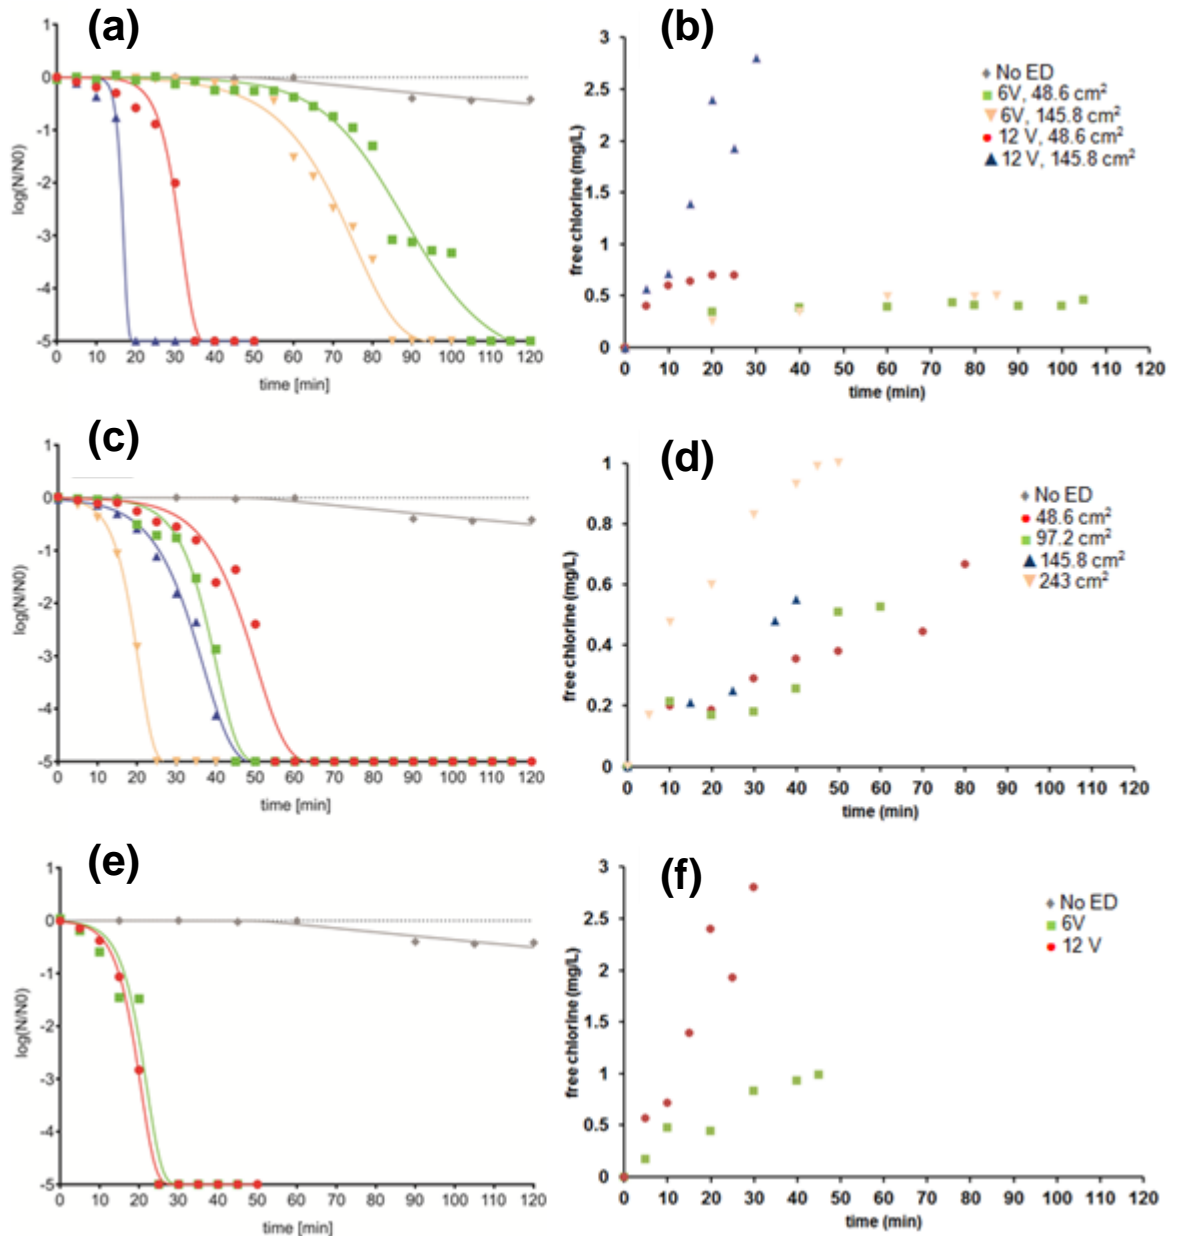 (a)
1
0
-1
-2
-3
-4
-5
log(N/N0)
0 10 20 30 40 50 60 70 80 90 100 110 120
time [min]
(b)
3
2.5
2
1.5
1
0.5
0
free chlorine (mg/L)
0 10 20 30 40 50 60 70 80 90 100 110 120
time (min)
No ED
6V, 48.6 cm²
6V, 145.8 cm²
12 V, 48.6 cm²
12 V, 145.8 cm²
(c)
1
0
-1
-2
-3
-4
-5
log(N/N0)
0 10 20 30 40 50 60 70 80 90 100 110 120
time [min]
(d)
1
0.8
0.6
0.4
0.2
0
free chlorine (mg/L)
0 10 20 30 40 50 60 70 80 90 100 110 120
time (min)
No ED
48.6 cm²
97.2 cm²
145.8 cm²
243 cm²
(e)
1
0
-1
-2
-3
-4
-5
log(N/N0)
0 10 20 30 40 50 60 70 80 90 100 110 120
time [min]
(f)
3
2.5
2
1.5
1
0.5
0
free chlorine (mg/L)
0 10 20 30 40 50 60 70 80 90 100 110 120
time (min)
No ED
6V
12 V